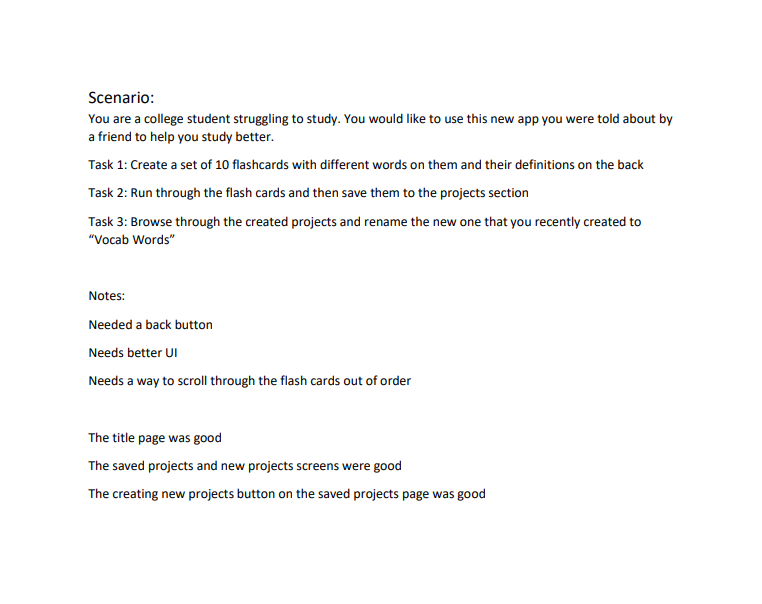 Scenario:
You are a college student struggling to study. You would like to use this new app you were told about by
a friend to help you study better.
Task 1: Create a set of 10 flashcards with different words on them and their definitions on the back
Task 2: Run through the flash cards and then save them to the projects section
Task 3: Browse through the created projects and rename the new one that you recently created to
“Vocab Words”
Notes:
Needed a back button
Needs better UI
Needs a way to scroll through the flash cards out of order
The title page was good
The saved projects and new projects screens were good
The creating new projects button on the saved projects page was good